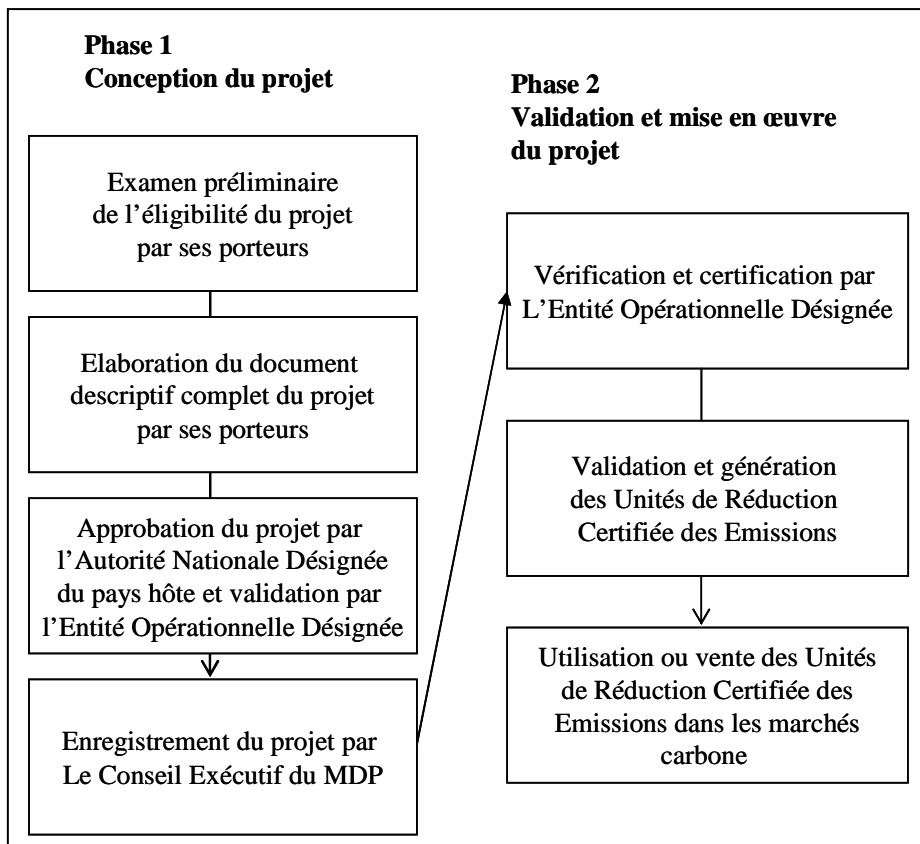 Phase 1
Conception du projet
Examen préliminaire
de l'éligibilité du projet
par ses porteurs
Elaboration du document
descriptif complet du projet
par ses porteurs
Approbation du projet par
l'Autorité Nationale Désignée
du pays hôte et validation par
l'Entité Opérationnelle Désignée
Enregistrement du projet par
Le Conseil Exécutif du MDP
Phase 2
Validation et mise en œuvre
du projet
Vérification et certification par
L'Entité Opérationnelle Désignée
Validation et génération
des Unités de Réduction
Certifiée des Emissions
Utilisation ou vente des Unités
de Réduction Certifiée des
Emissions dans les marchés
carbone